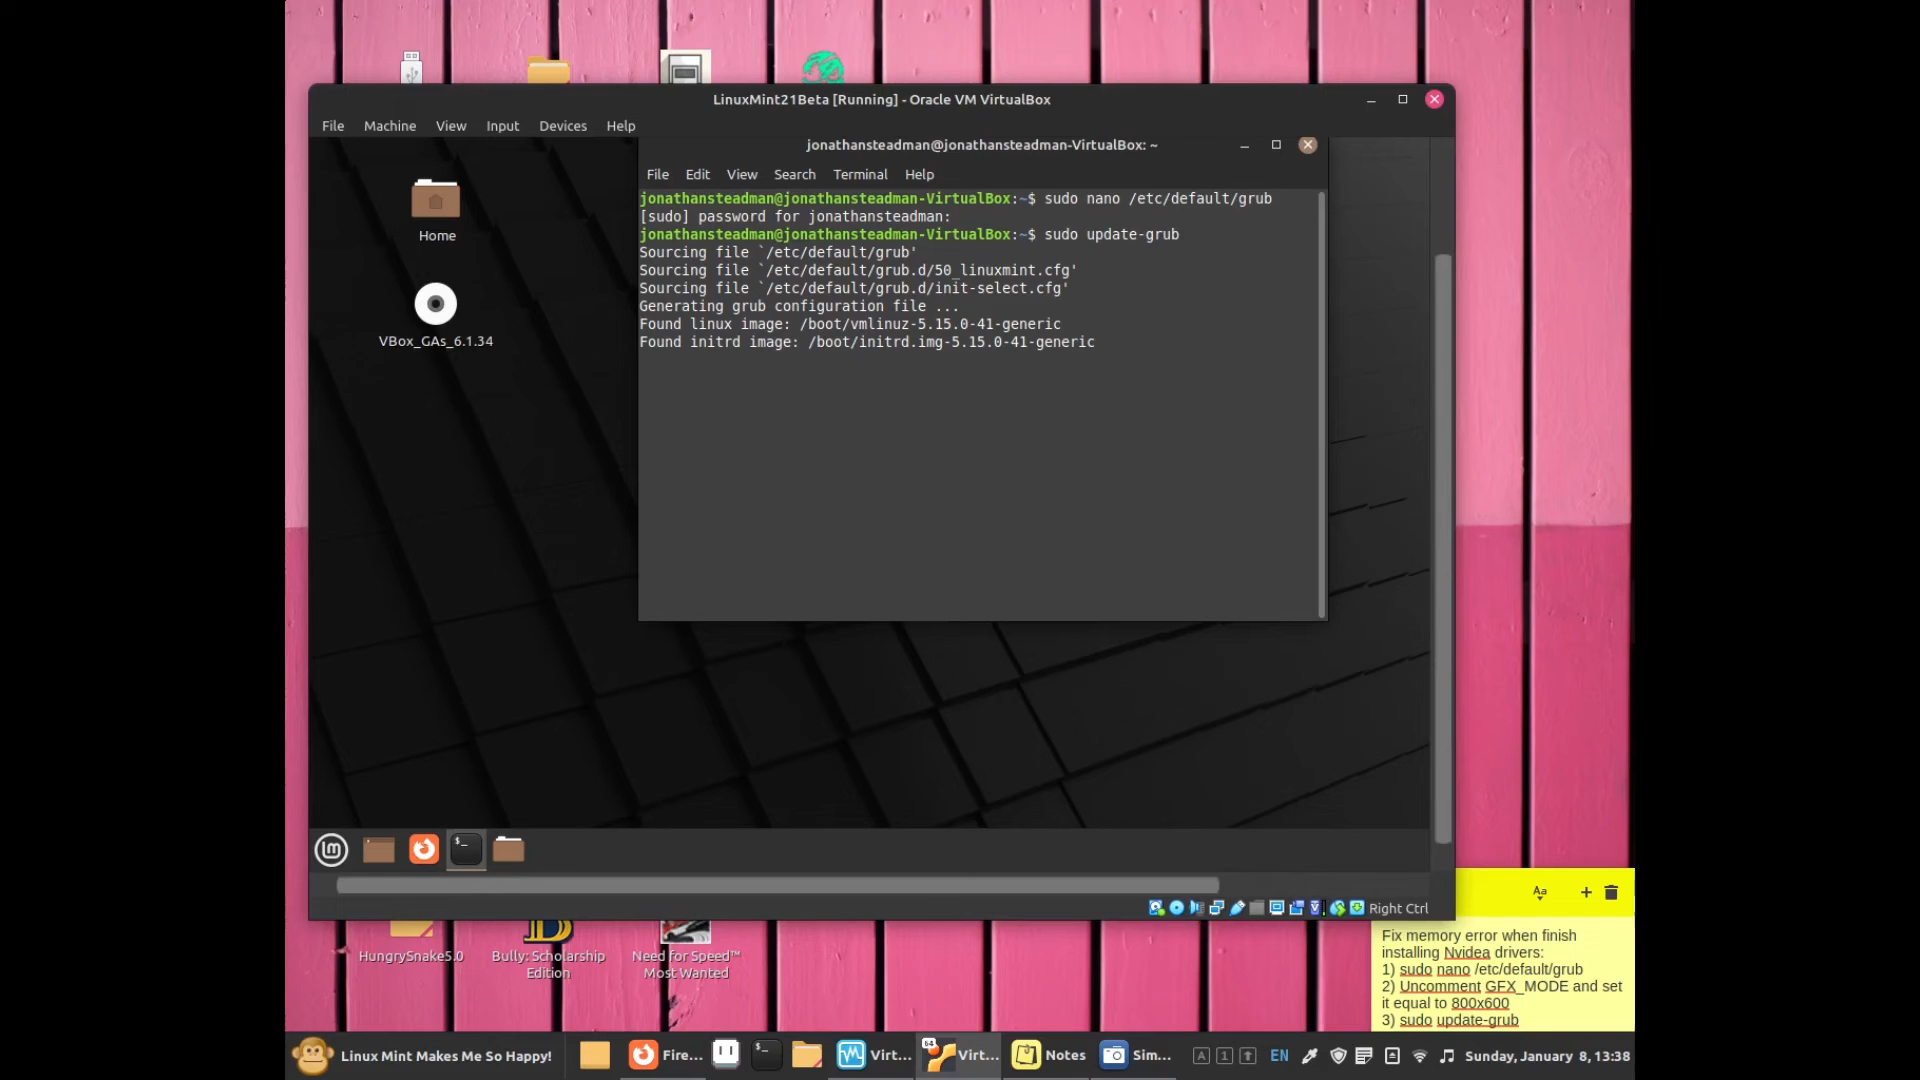 LinuxMint21Beta [Running] - Oracle VM VirtualBox
File Machine View Input Devices Help
jonathansteadman@jonathansteadman-VirtualBox: ~
File Edit View Search Terminal Help
jonathansteadman@jonathansteadman-VirtualBox:~$ sudo nano /etc/default/grub
[sudo] password for jonathansteadman:
jonathansteadman@jonathansteadman-VirtualBox:~$ sudo update-grub
Sourcing file `/etc/default/grub'
Sourcing file `/etc/default/grub.d/50_linuxmint.cfg'
Sourcing file `/etc/default/grub.d/init-select.cfg'
Generating grub configuration file ...
Found linux image: /boot/vmlinuz-5.15.0-41-generic
Found initrd image: /boot/initrd.img-5.15.0-41-generic
Home
VBox_GAs_6.1.34
$_
Right Ctrl
Aa
Fix memory error when finish
installing Nvidea drivers:
1) sudo nano /etc/default/grub
2) Uncomment GFX_MODE and set
it equal to 800x600
3) sudo update-grub
HungrySnake5.0
Bully: Scholarship
Edition
Need for Speed™
Most Wanted
Linux Mint Makes Me So Happy!
Fire...
$_
Virt...
64
Virt...
Notes
Sim...
A
1
EN
Sunday, January 8, 13:38